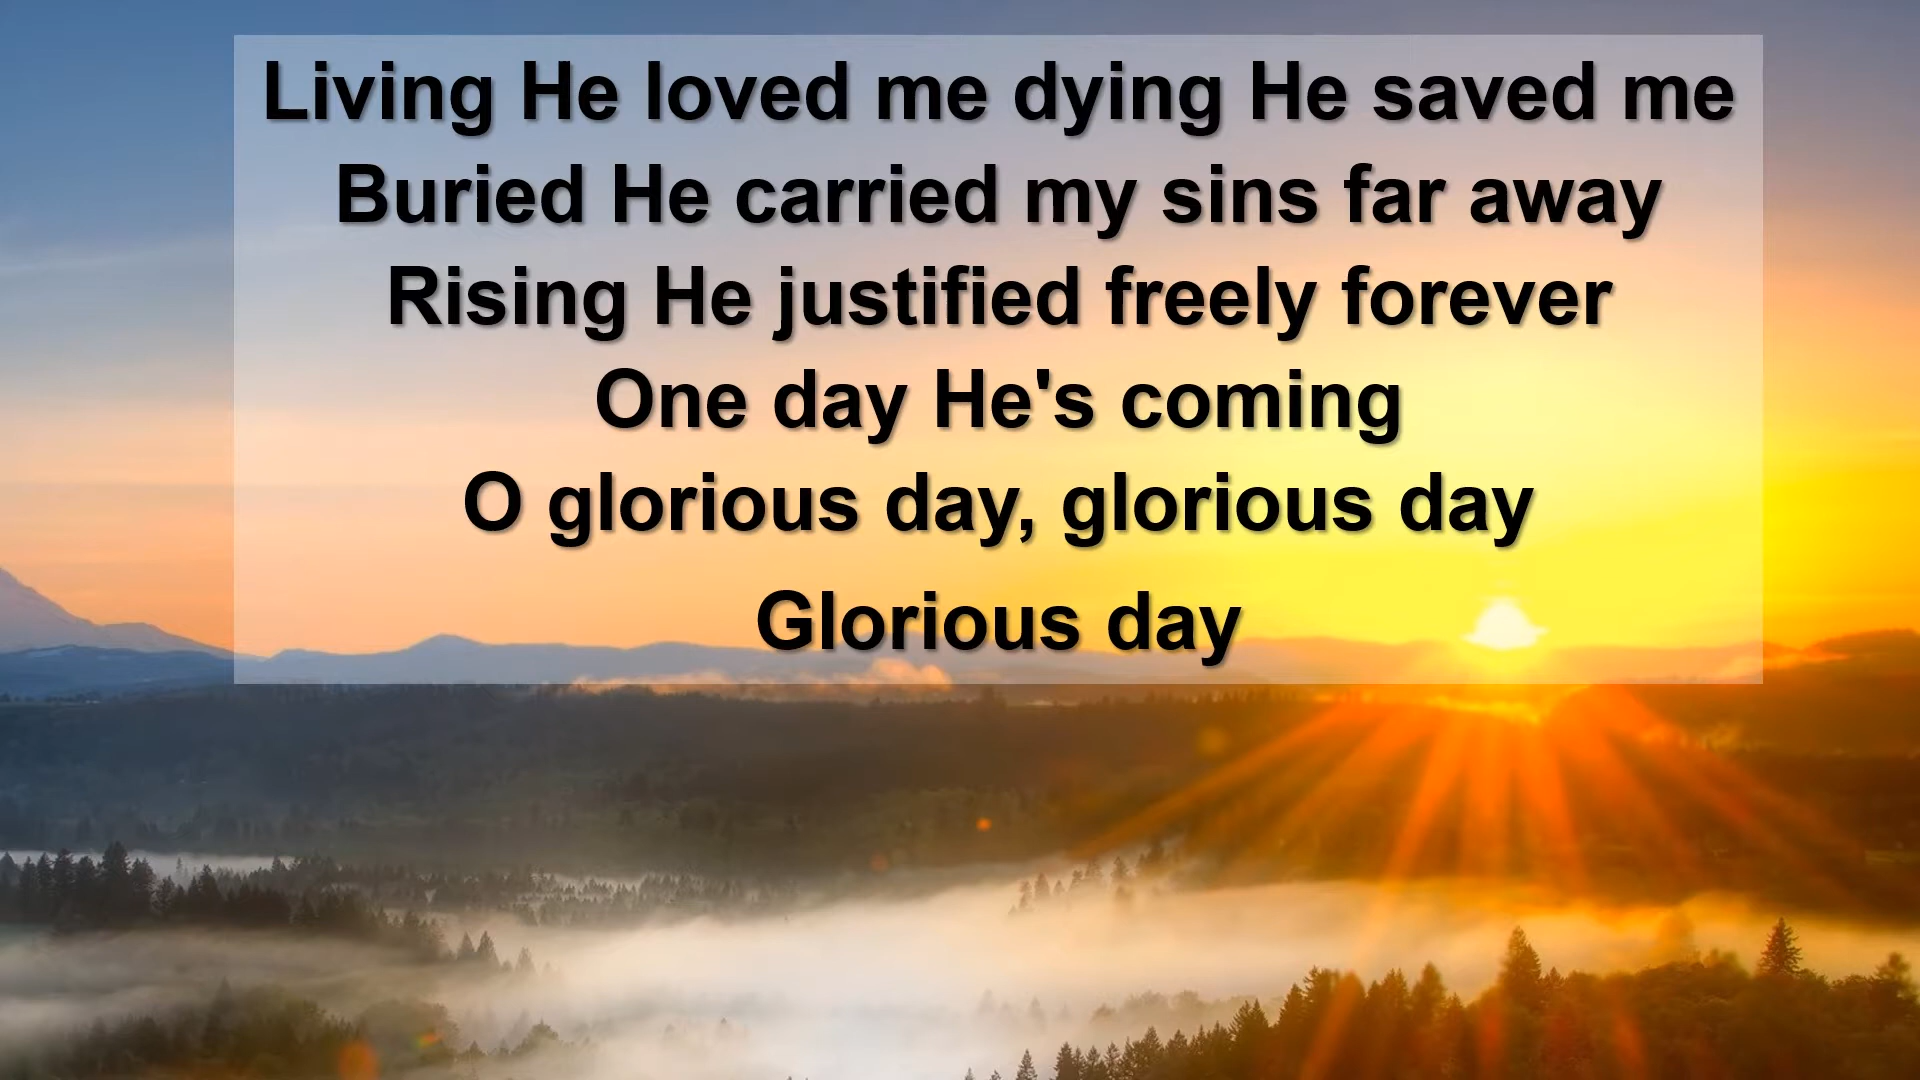 Living He loved me dying He saved me
Buried He carried my sins far away
Rising He justified freely forever
One day He's coming
O glorious day, glorious day
Glorious day